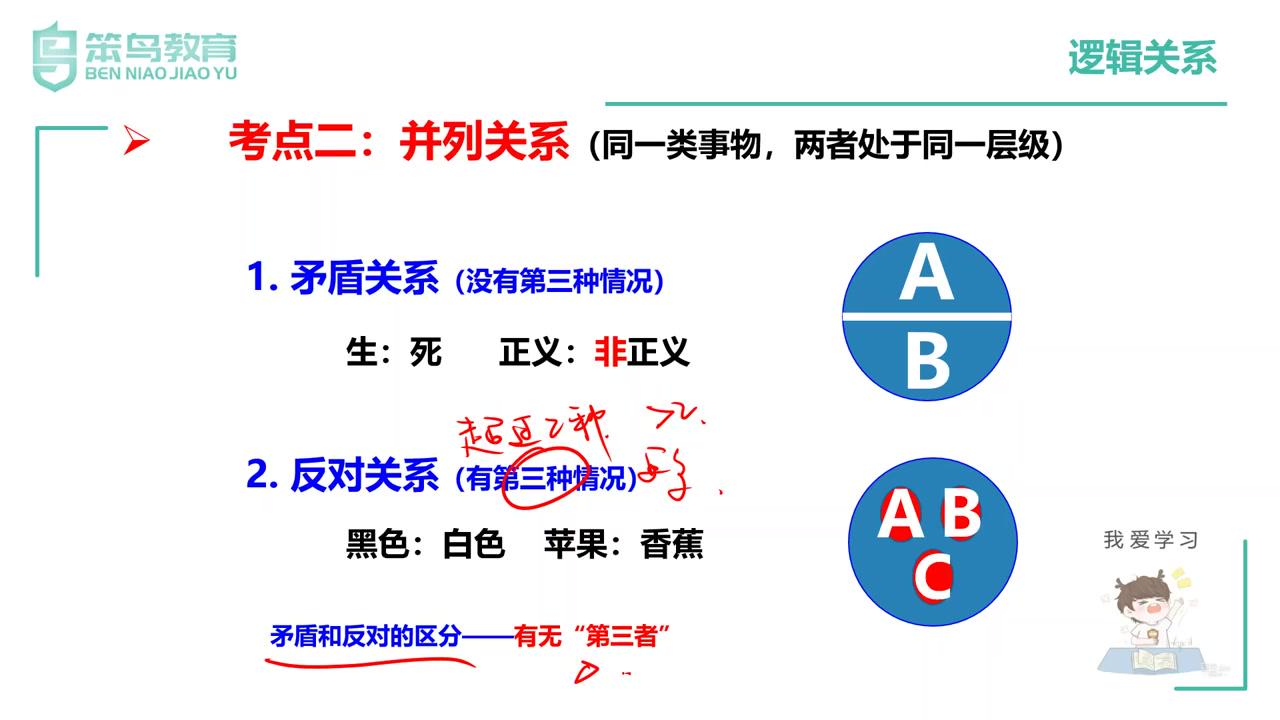 笨鸟教育
BEN NIAO JIAO YU
逻辑关系
考点二：并列关系（同一类事物，两者处于同一层级）
1. 矛盾关系（没有第三种情况）
生：死 正义：非正义
超过2种 >2.
2. 反对关系（有第三种情况）
黑色：白色 苹果：香蕉
我爱学习
矛盾和反对的区分——有无“第三者”
A
B
A B
C